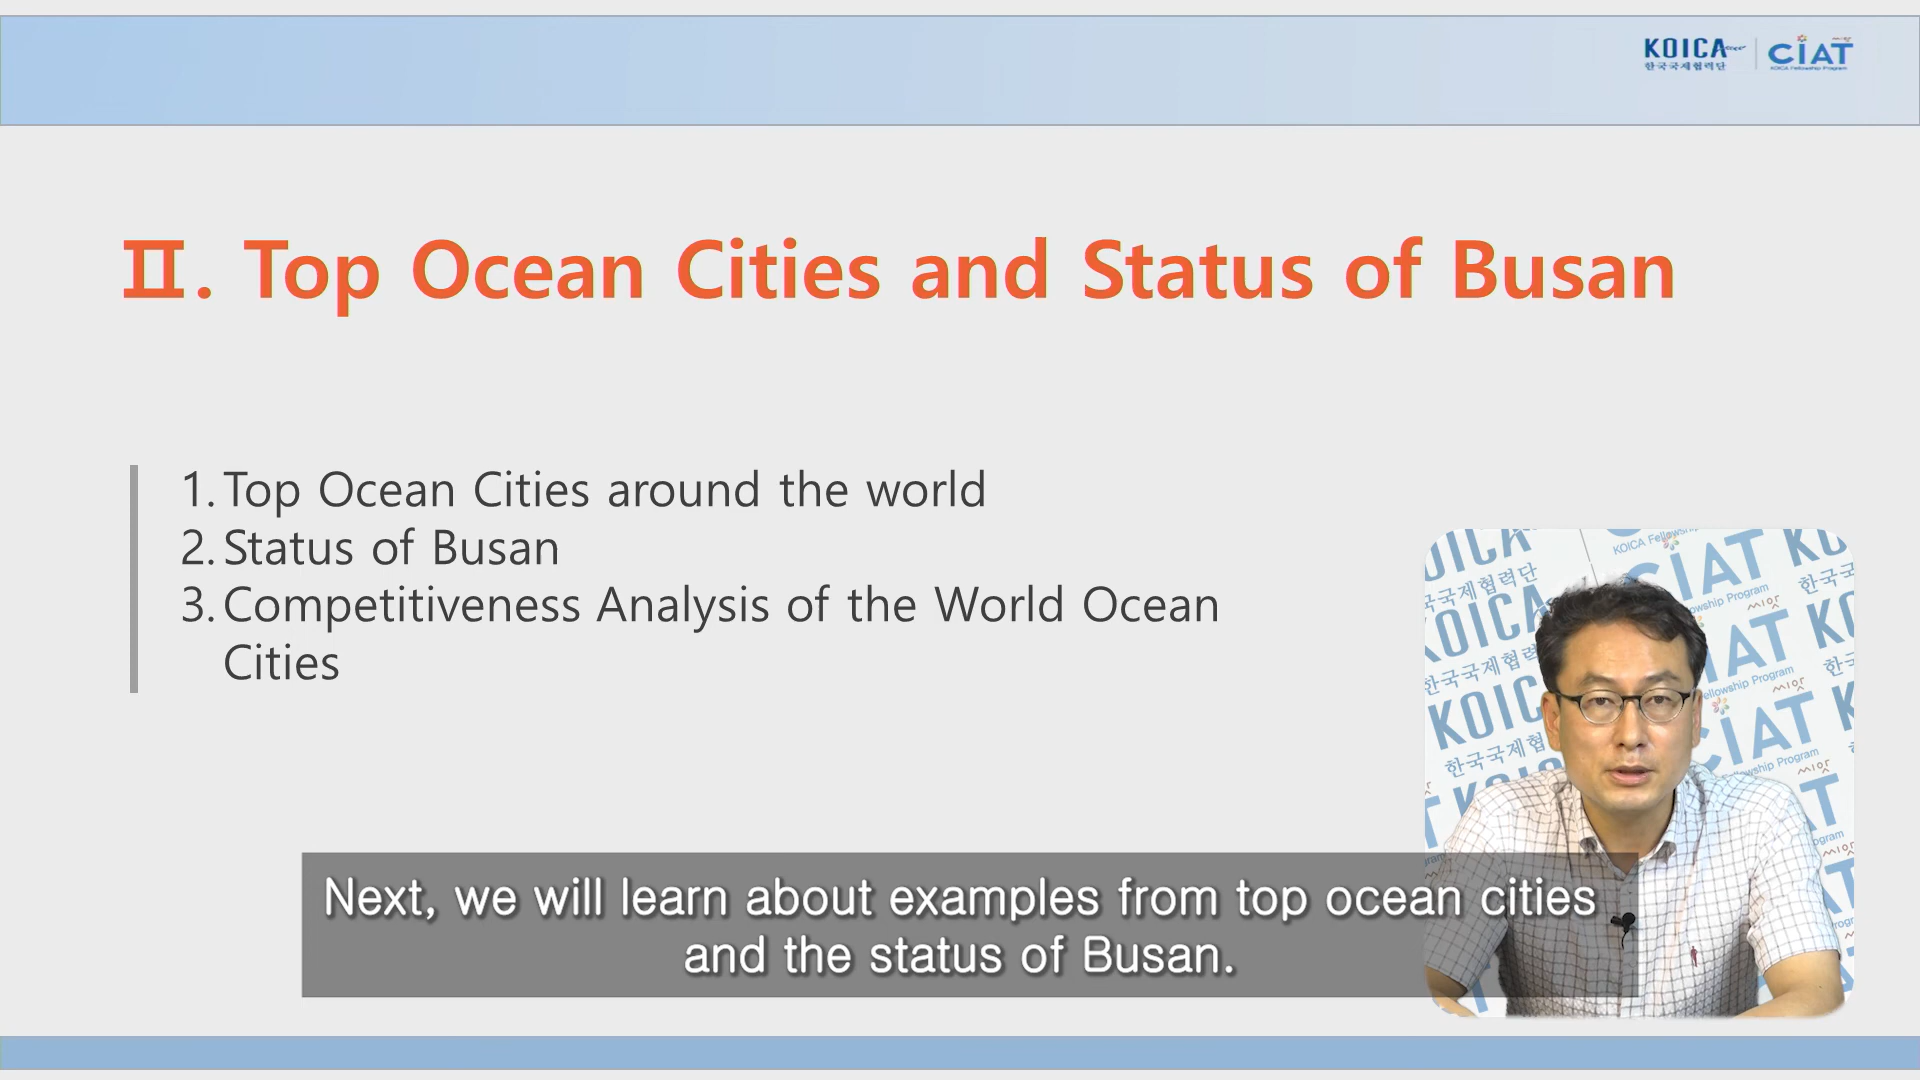 KOICA
한국국제협력단
CIAT
씨앗
KOICA Fellowship Program
Ⅱ. Top Ocean Cities and Status of Busan
1. Top Ocean Cities around the world
2. Status of Busan
3. Competitiveness Analysis of the World Ocean
Cities
Next, we will learn about examples from top ocean cities
and the status of Busan.